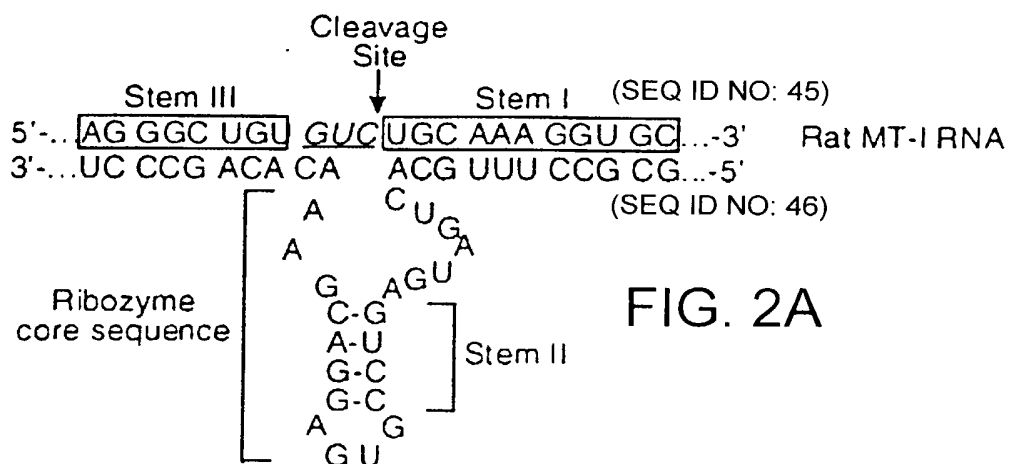 Cleavage
Site
Stem III
Stem I
(SEQ ID NO: 45)
5'-...AG GGC UGU GUC UGC AAA GGU GC...-3' Rat MT-I RNA
3'-...UC CCG ACA CA ACG UUU CCG CG...-5'
(SEQ ID NO: 46)
A C U G A
A U G A
G
C-G
A-U
G-C
G-C
A G
G U
Ribozyme
core sequence
Stem II
FIG. 2A